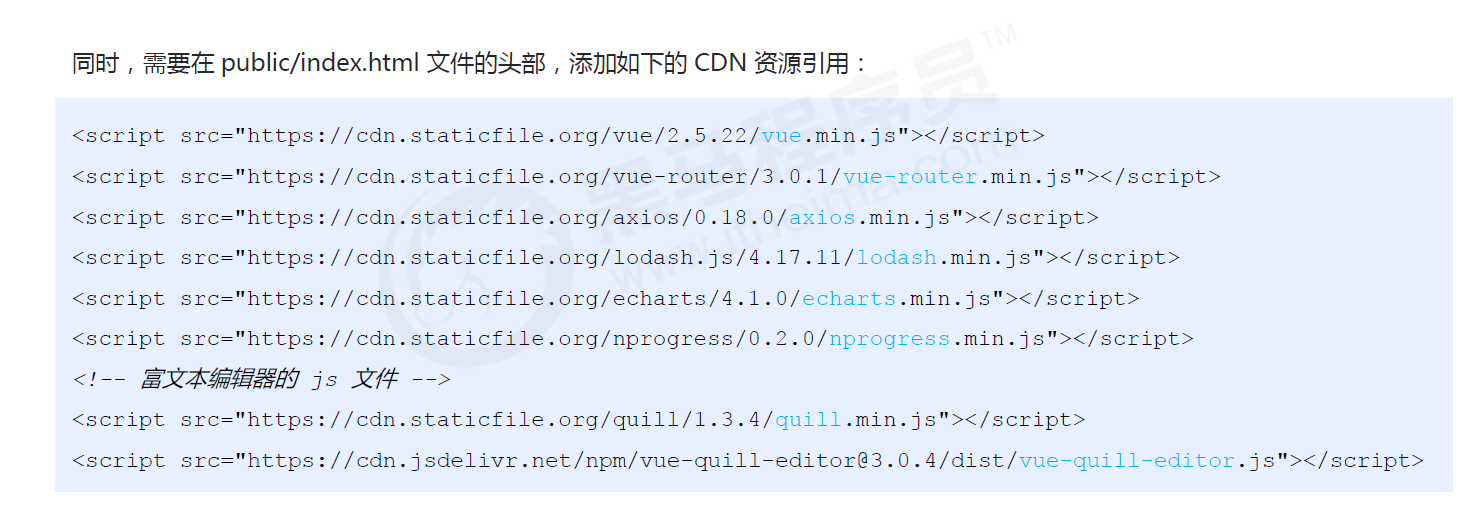 同时，需要在 public/index.html 文件的头部，添加如下的 CDN 资源引用：
<script src="https://cdn.staticfile.org/vue/2.5.22/vue.min.js"></script>
<script src="https://cdn.staticfile.org/vue-router/3.0.1/vue-router.min.js"></script>
<script src="https://cdn.staticfile.org/axios/0.18.0/axios.min.js"></script>
<script src="https://cdn.staticfile.org/lodash.js/4.17.11/lodash.min.js"></script>
<script src="https://cdn.staticfile.org/echarts/4.1.0/echarts.min.js"></script>
<script src="https://cdn.staticfile.org/nprogress/0.2.0/nprogress.min.js"></script>
<!-- 富文本编辑器的 js 文件 -->
<script src="https://cdn.staticfile.org/quill/1.3.4/quill.min.js"></script>
<script src="https://cdn.jsdelivr.net/npm/vue-quill-editor@3.0.4/dist/vue-quill-editor.js"></script>
黑马程序员™
www.itheima.com